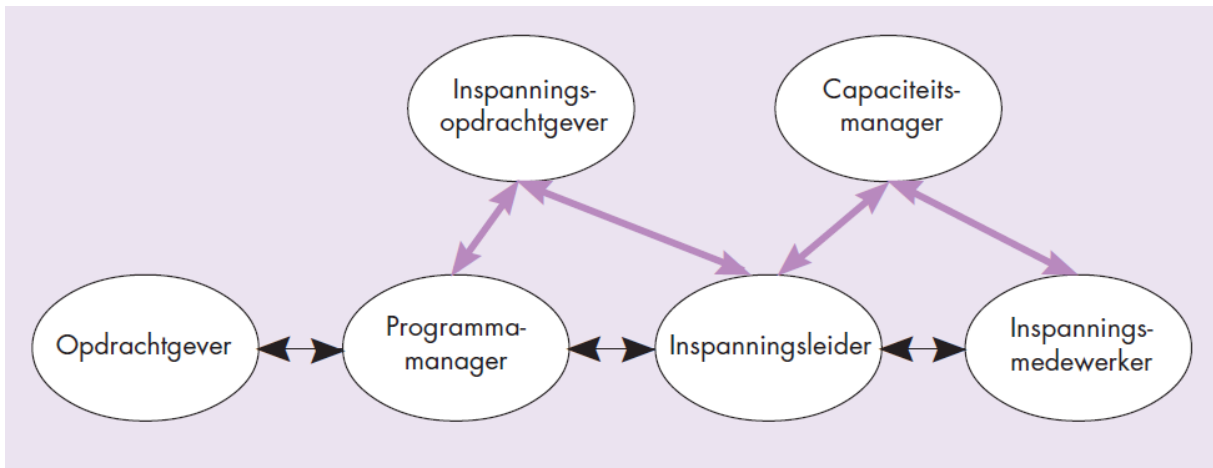 Inspannings-
opdrachtgever
Capaciteits-
manager
Opdrachtgever
Programma-
manager
Inspanningsleider
Inspannings-
medewerker